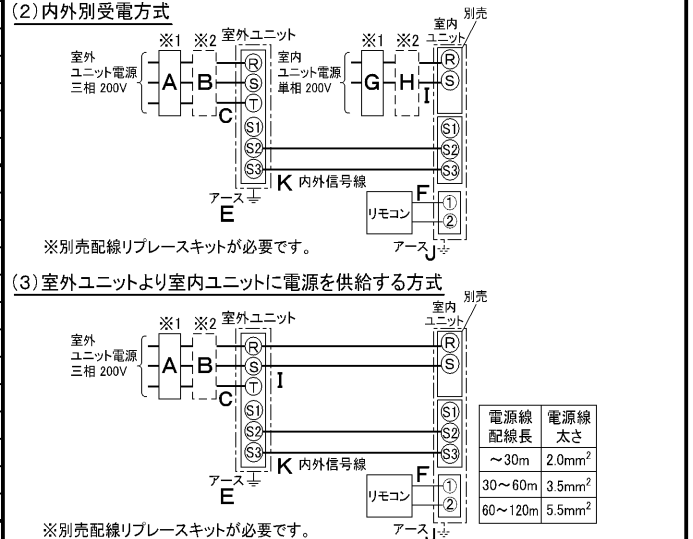 (2)内外別受電方式
※1 ※2 室外ユニット
室外
ユニット電源
三相 200V
A
B
C
R
S
T
S1
S2
S3
アース
E
※1 ※2
室内
ユニット電源
単相 200V
G
H
I
室内
ユニット
別売
R
S
S1
S2
S3
K 内外信号線
リモコン
F
1
2
アース
J
※別売配線リプレースキットが必要です。
(3)室外ユニットより室内ユニットに電源を供給する方式
※1 ※2 室外ユニット
室外
ユニット電源
三相 200V
A
B
C
R
S
T
S1
S2
S3
I
アース
E
室内
ユニット
別売
R
S
S1
S2
S3
K 内外信号線
リモコン
F
①
②
アース
J
※別売配線リプレースキットが必要です。
電源線配線長 電源線太さ
～30m 2.0mm²
30～60m 3.5mm²
60～120m 5.5mm²